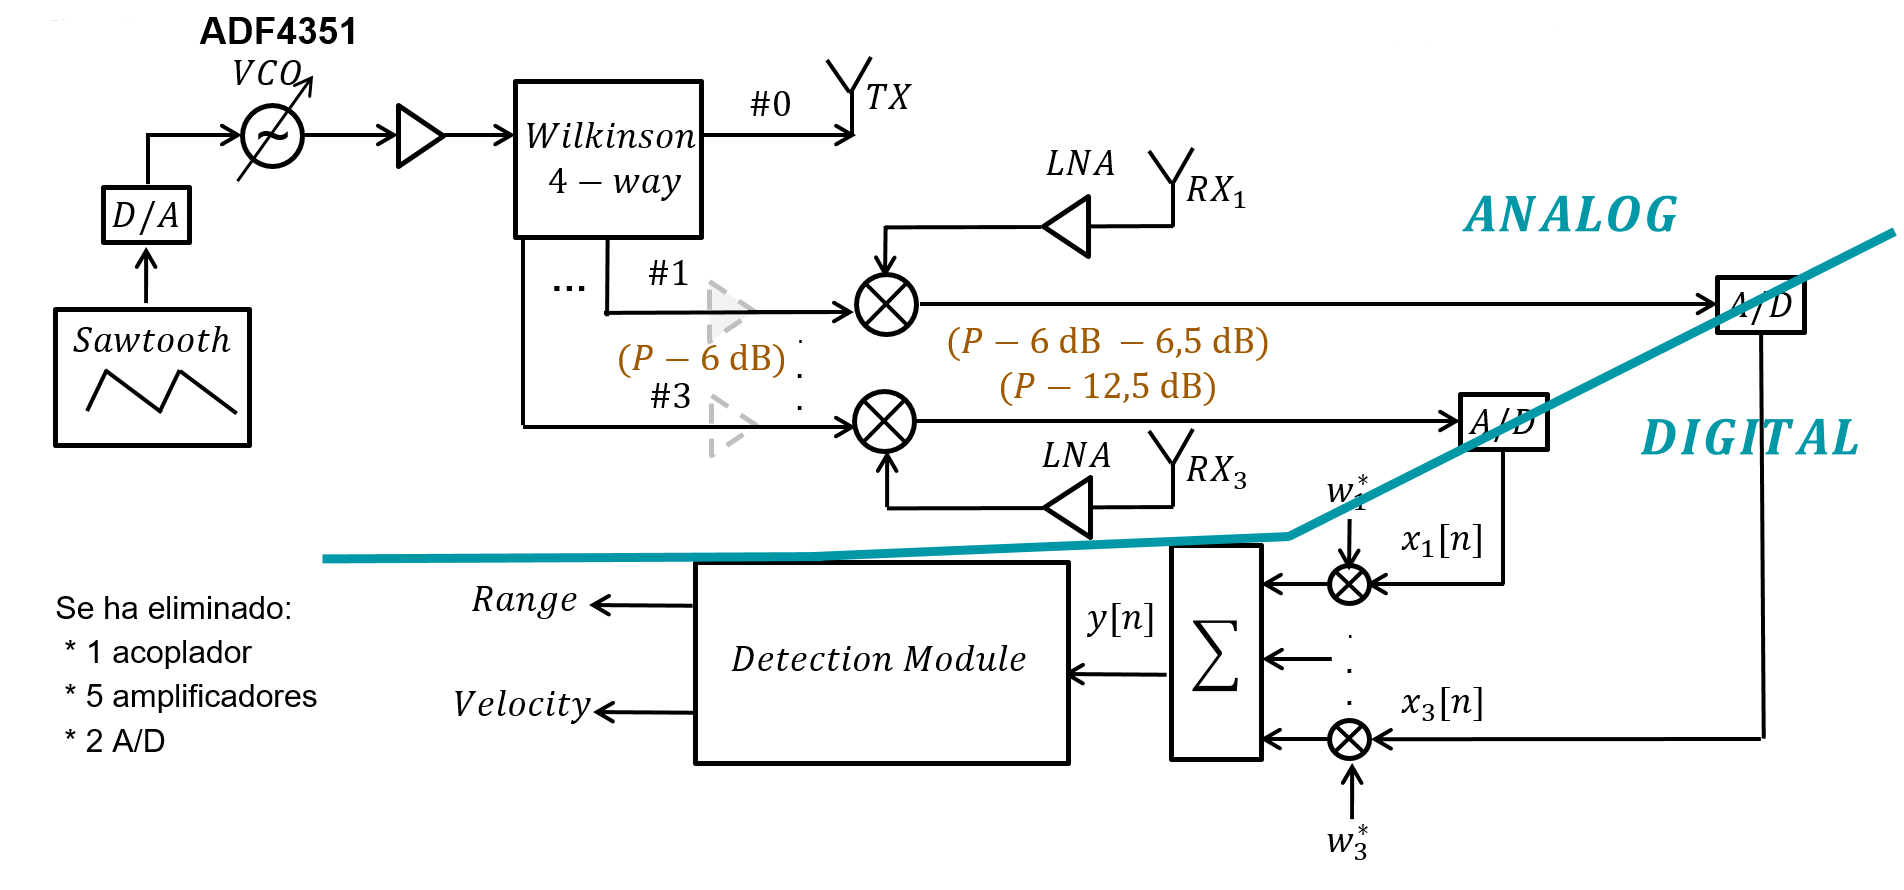 ADF4351
VCO
~
D/A
Sawtooth
Wilkinson
4 − way
#0
TX
LNA
RX₁
...
#1
(P − 6 dB)
#3
(P − 6 dB − 6,5 dB)
(P − 12,5 dB)
LNA
RX₃
ANALOG
DIGITAL
A/D
A/D
w₁*
x₁[n]
x₃[n]
w₃*
∑
y[n]
Detection Module
Range
Velocity
Se ha eliminado:
* 1 acoplador
* 5 amplificadores
* 2 A/D